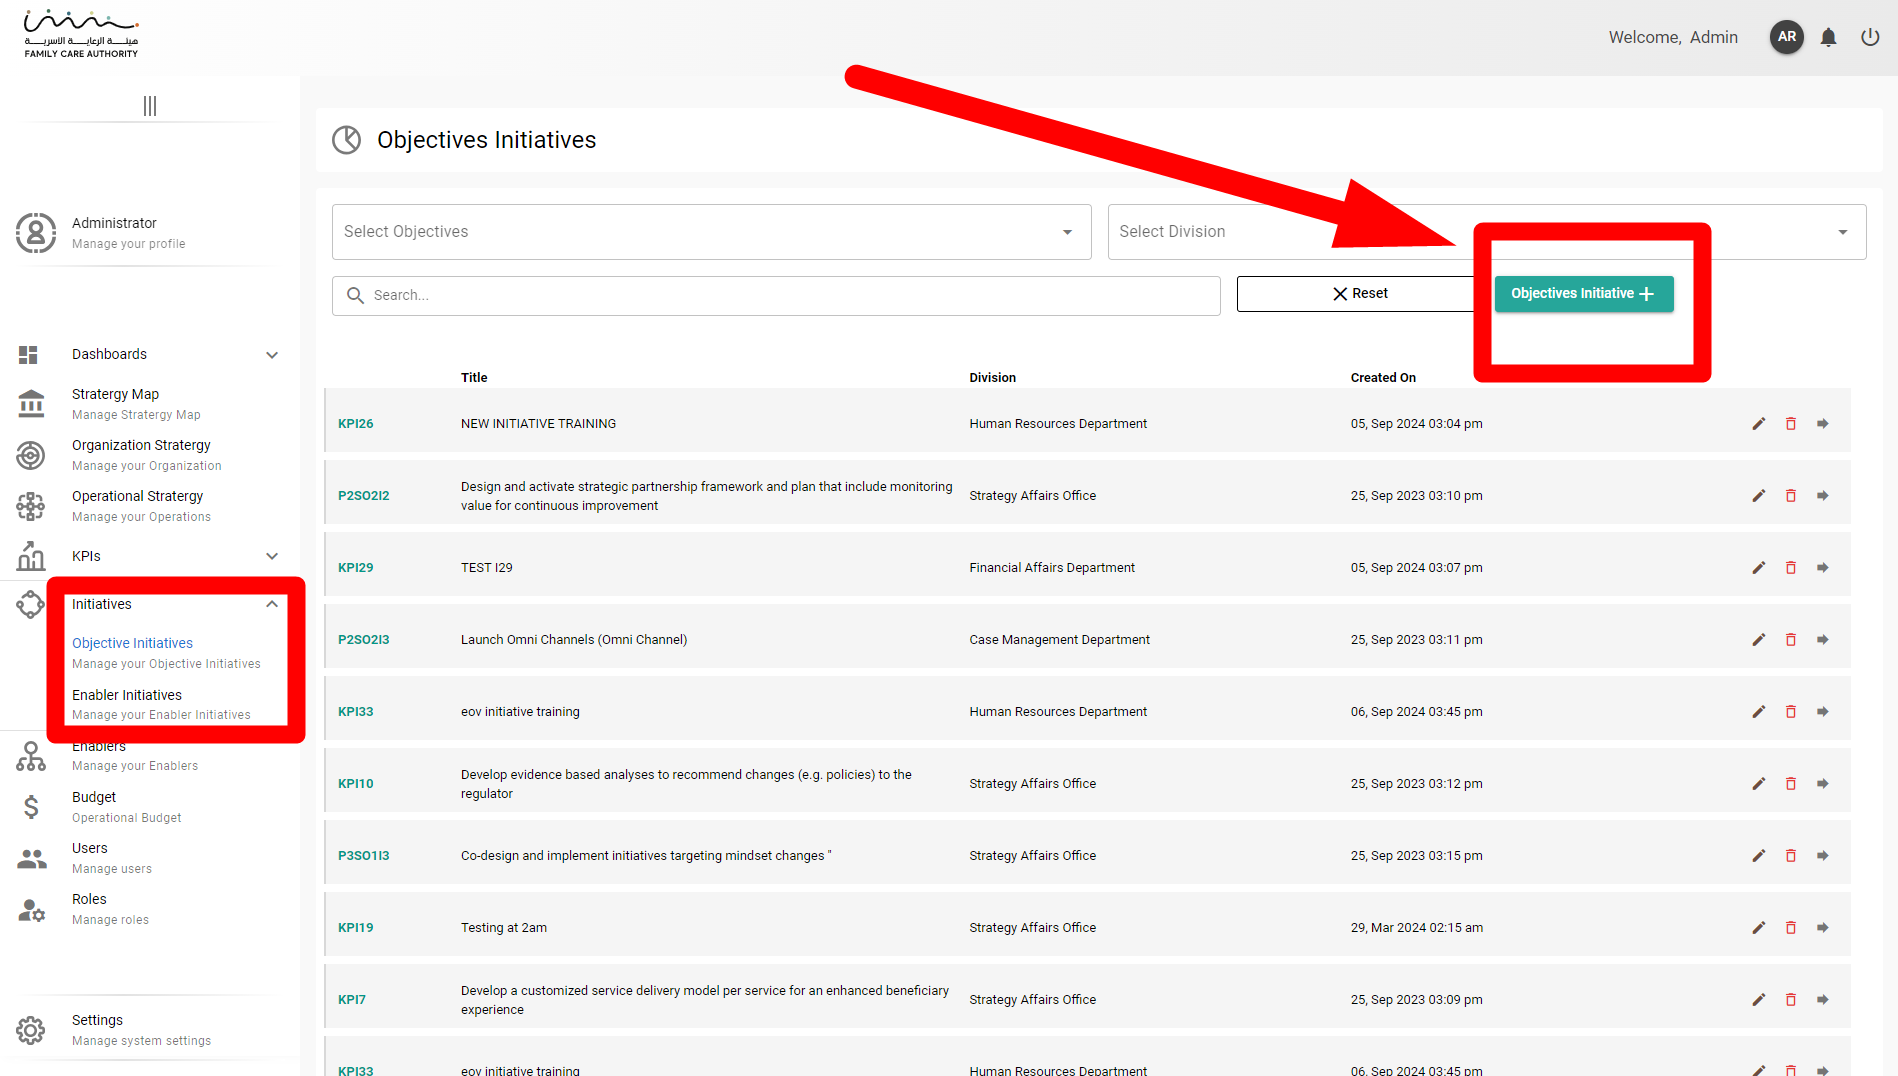 هيئـــة الرعايـــة الأسريـــة
FAMILY CARE AUTHORITY
Welcome, Admin
AR
Administrator
Manage your profile
Dashboards
Stratergy Map
Manage Stratergy Map
Organization Stratergy
Manage your Organization
Operational Stratergy
Manage your Operations
KPIs
Initiatives
Objective Initiatives
Manage your Objective Initiatives
Enabler Initiatives
Manage your Enabler Initiatives
Enablers
Manage your Enablers
Budget
Operational Budget
Users
Manage users
Roles
Manage roles
Settings
Manage system settings
Objectives Initiatives
Select Objectives
Select Division
Search...
Reset
Objectives Initiative
Title Division Created On
KPI26 NEW INITIATIVE TRAINING Human Resources Department 05, Sep 2024 03:04 pm
P2SO2I2 Design and activate strategic partnership framework and plan that include monitoring
value for continuous improvement Strategy Affairs Office 25, Sep 2023 03:10 pm
KPI29 TEST I29 Financial Affairs Department 05, Sep 2024 03:07 pm
P2SO2I3 Launch Omni Channels (Omni Channel) Case Management Department 25, Sep 2023 03:11 pm
KPI33 eov initiative training Human Resources Department 06, Sep 2024 03:45 pm
KPI10 Develop evidence based analyses to recommend changes (e.g. policies) to the
regulator Strategy Affairs Office 25, Sep 2023 03:12 pm
P3SO1I3 Co-design and implement initiatives targeting mindset changes " Strategy Affairs Office 25, Sep 2023 03:15 pm
KPI19 Testing at 2am Strategy Affairs Office 29, Mar 2024 02:15 am
KPI7 Develop a customized service delivery model per service for an enhanced beneficiary
experience Strategy Affairs Office 25, Sep 2023 03:09 pm
KPI33 eov initiative training Human Resources Department 06, Sep 2024 03:45 pm